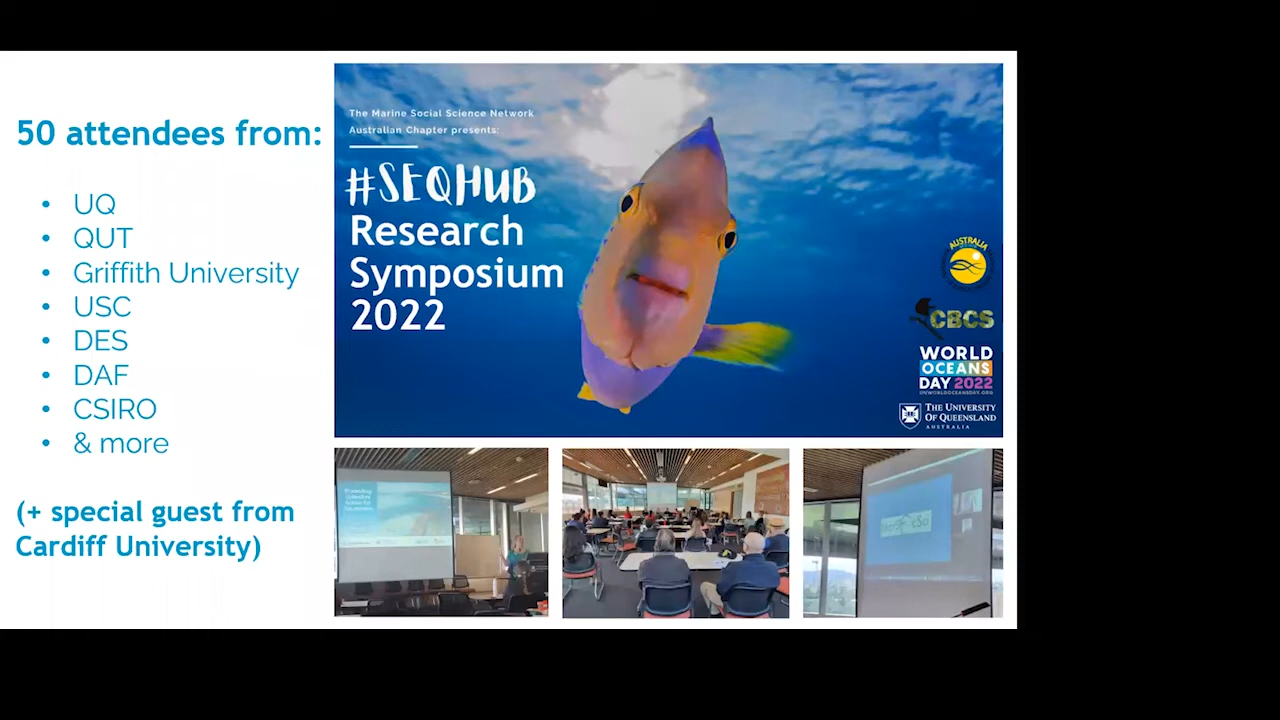 50 attendees from:
• UQ
• QUT
• Griffith University
• USC
• DES
• DAF
• CSIRO
• & more
(+ special guest from
Cardiff University)
The Marine Social Science Network
Australian Chapter presents:
#SEQHUB
Research
Symposium
2022
AUSTRALIA
CBCS
WORLD
OCEANS
DAY 2022
UNWORLDOCEANSDAY.ORG
THE UNIVERSITY
OF QUEENSLAND
AUSTRALIA